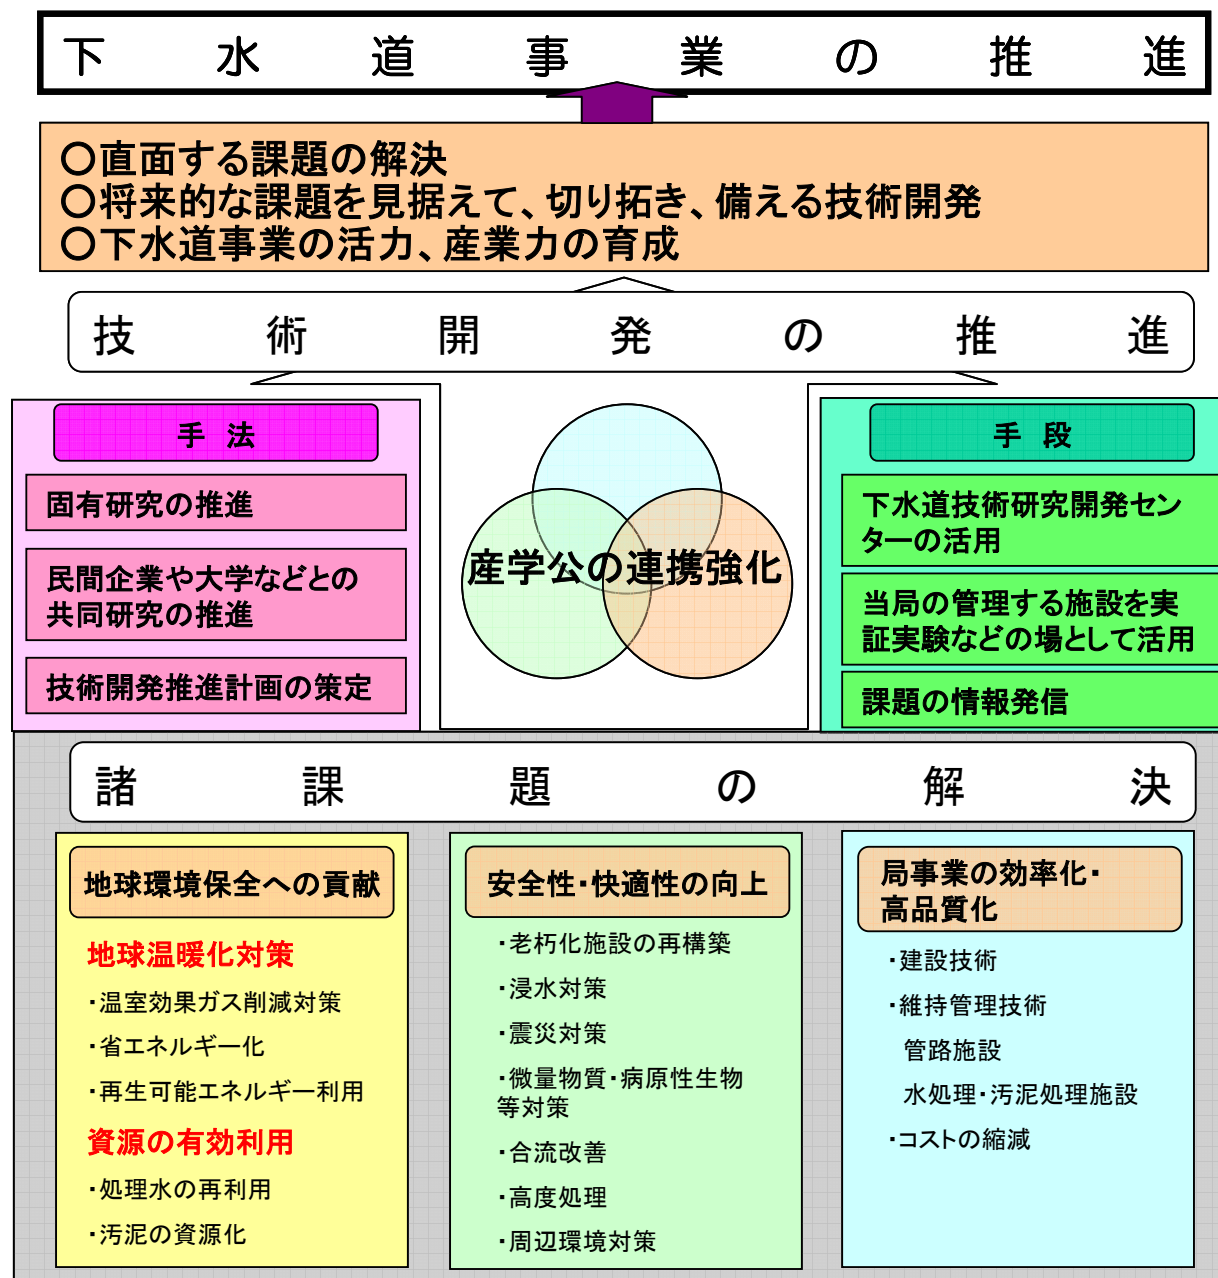 下水道事業の推進
○直面する課題の解決
○将来的な課題を見据えて、切り拓き、備える技術開発
○下水道事業の活力、産業力の育成
技術開発の推進
手 法
固有研究の推進
民間企業や大学などとの
共同研究の推進
技術開発推進計画の策定
産学公の連携強化
手 段
下水道技術研究開発セン
ターの活用
当局の管理する施設を実
証実験などの場として活用
課題の情報発信
諸課題の解決
地球環境保全への貢献
地球温暖化対策
・温室効果ガス削減対策
・省エネルギー化
・再生可能エネルギー利用
資源の有効利用
・処理水の再利用
・汚泥の資源化
安全性・快適性の向上
・老朽化施設の再構築
・浸水対策
・震災対策
・微量物質・病原性生物
等対策
・合流改善
・高度処理
・周辺環境対策
局事業の効率化・
高品質化
・建設技術
・維持管理技術
管路施設
水処理・汚泥処理施設
・コストの縮減